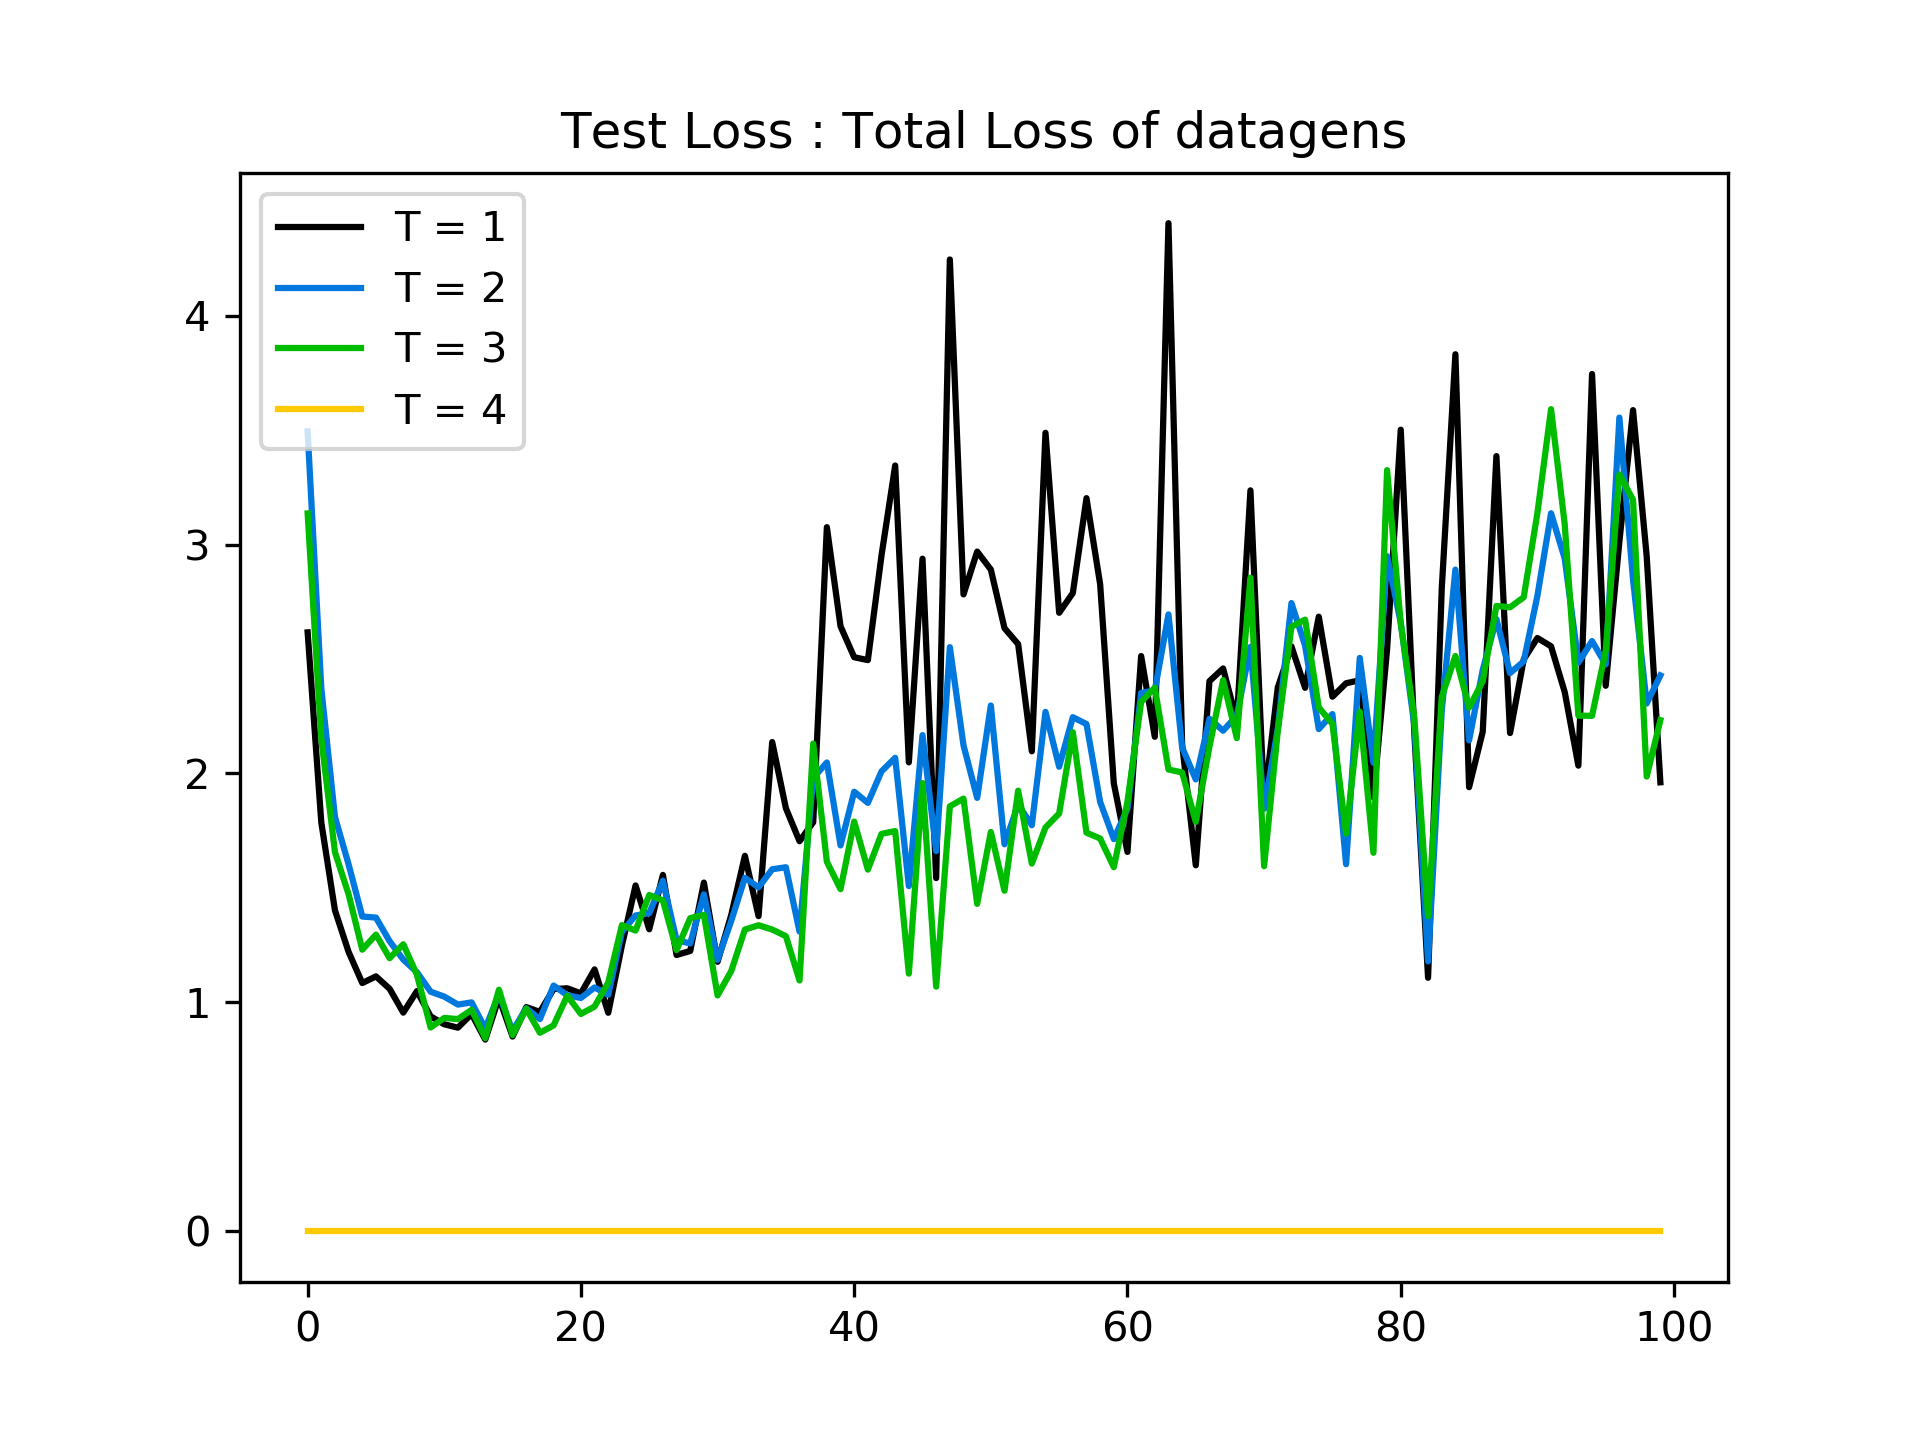 Test Loss : Total Loss of datagens
T = 1
T = 2
T = 3
T = 4
4
3
2
1
0
0 20 40 60 80 100